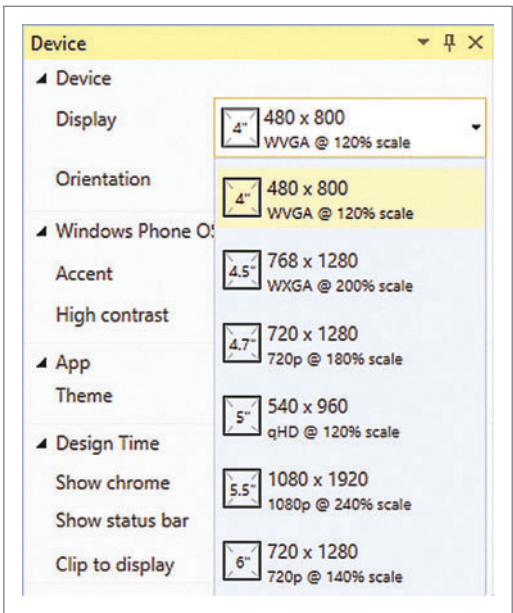 Device
Device
Display
4" 480 x 800
WVGA @ 120% scale
Orientation
4" 480 x 800
WVGA @ 120% scale
Windows Phone O
4.5" 768 x 1280
WXGA @ 200% scale
Accent
High contrast
4.7" 720 x 1280
720p @ 180% scale
App
Theme
5" 540 x 960
qHD @ 120% scale
Design Time
Show chrome
5.5" 1080 x 1920
1080p @ 240% scale
Show status bar
Clip to display
6" 720 x 1280
720p @ 140% scale